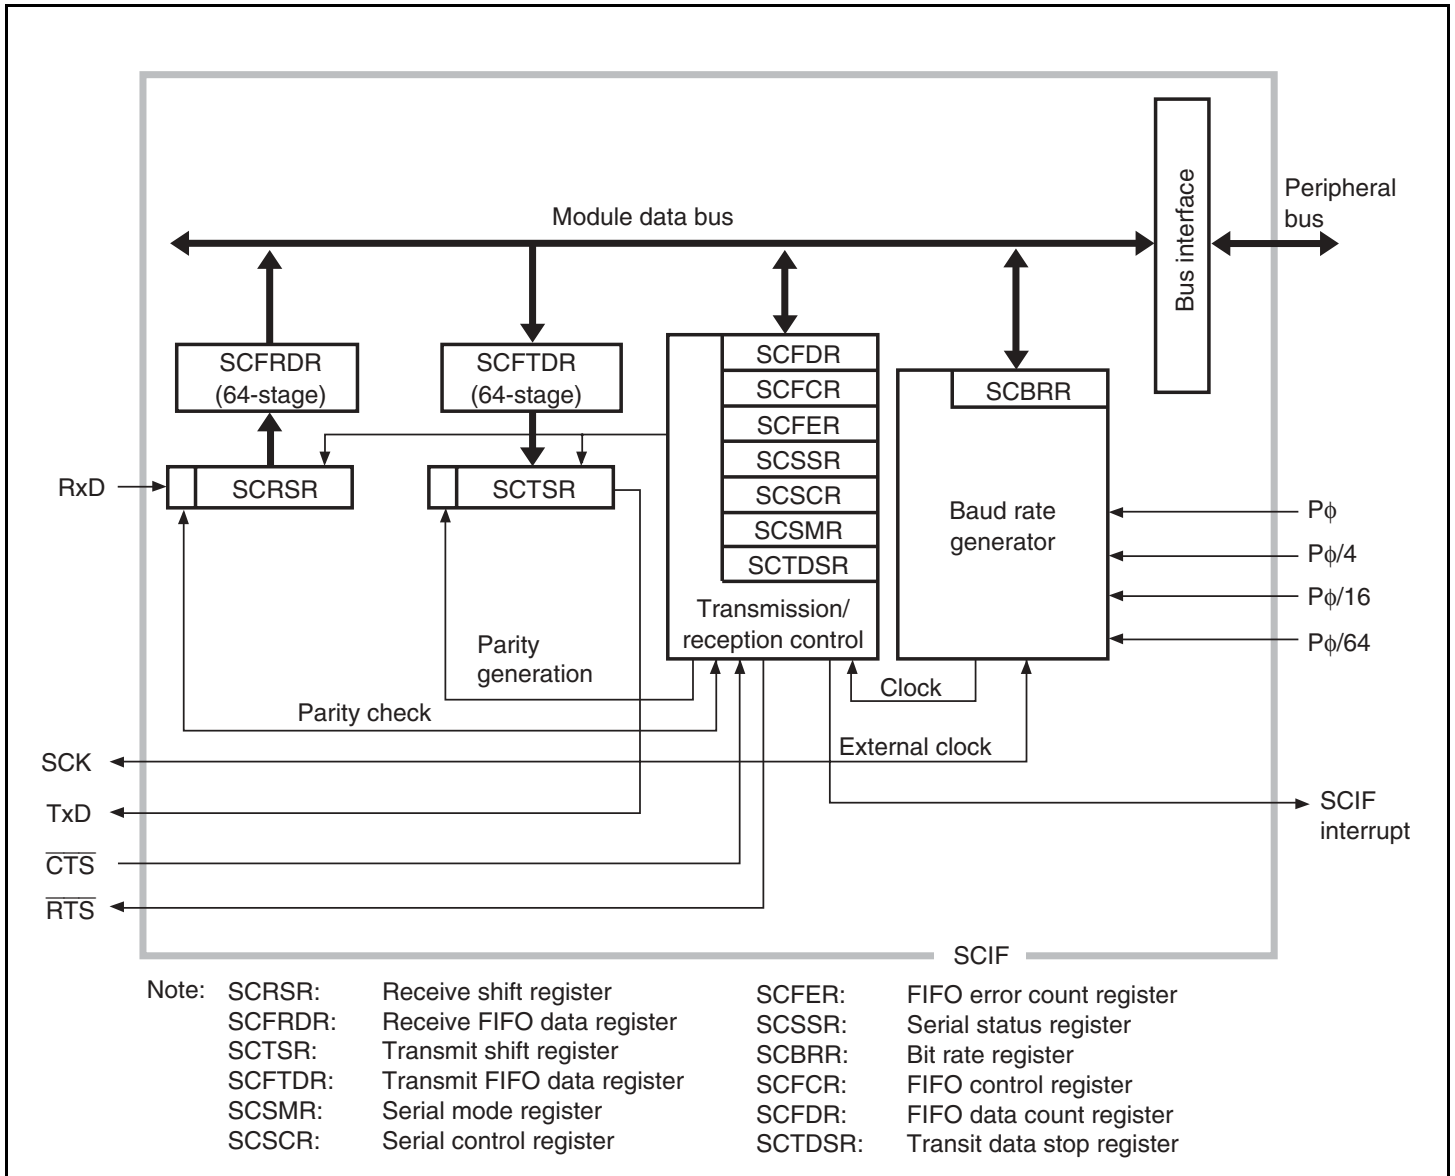 Module data bus
Bus interface
Peripheral
bus
SCFRDR
(64-stage)
SCFTDR
(64-stage)
SCFDR
SCFCR
SCFER
SCSSR
SCSCR
SCSMR
SCTDSR
Transmission/
reception control
SCBRR
Baud rate
generator
RxD
SCRSR
SCTSR
Pϕ
Pϕ/4
Pϕ/16
Pϕ/64
Parity
generation
Parity check
Clock
External clock
SCK
TxD
C̅T̅S̅
R̅T̅S̅
SCIF
interrupt
SCIF
Note: SCRSR: Receive shift register
SCFRDR: Receive FIFO data register
SCTSR: Transmit shift register
SCFTDR: Transmit FIFO data register
SCSMR: Serial mode register
SCSCR: Serial control register
SCFER: FIFO error count register
SCSSR: Serial status register
SCBRR: Bit rate register
SCFCR: FIFO control register
SCFDR: FIFO data count register
SCTDSR: Transit data stop register